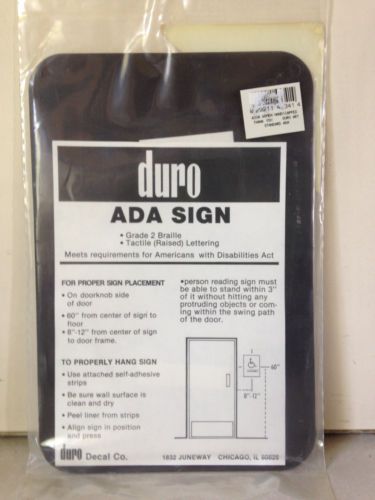 duro
ADA SIGN
• Grade 2 Braille
• Tactile (Raised) Lettering
Meets requirements for Americans with Disabilities Act
FOR PROPER SIGN PLACEMENT
• On doorknob side
of door
• 60" from center of sign to
floor
• 8"-12" from center of sign
to door frame.
•person reading sign must
be able to stand within 3"
of it without hitting any
protruding objects or com-
ing within the swing path
of the door.
TO PROPERLY HANG SIGN
• Use attached self-adhesive
strips
• Be sure wall surface is
clean and dry
• Peel liner from strips
• Align sign in position
and press
60"
8"-12"
duro Decal Co. 1832 JUNEWAY CHICAGO, IL 60626